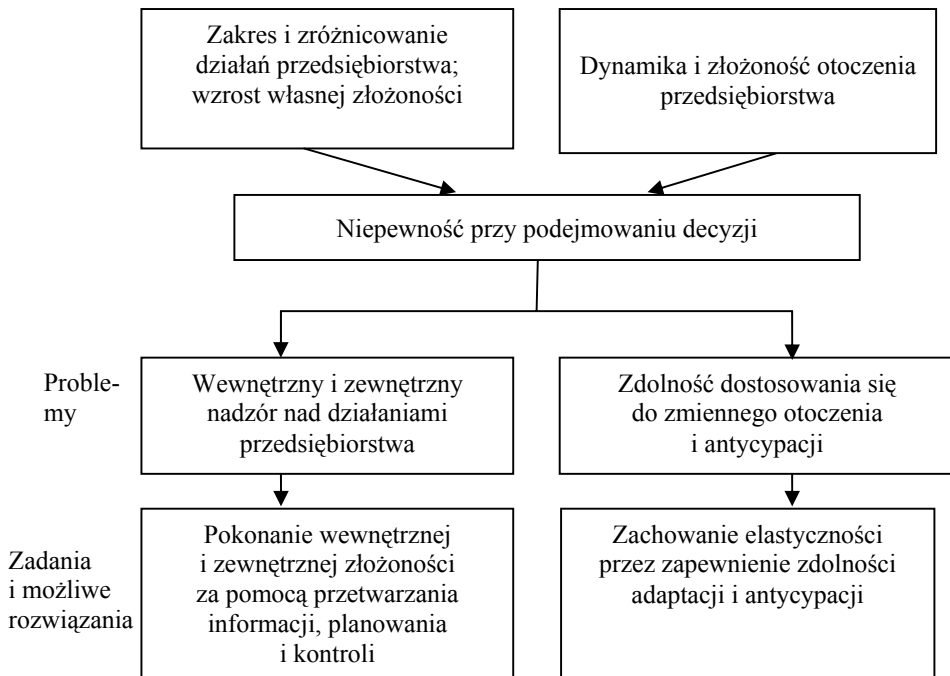 Zakres i zróżnicowanie
działań przedsiębiorstwa;
wzrost własnej złożoności
Dynamika i złożoność otoczenia
przedsiębiorstwa
Niepewność przy podejmowaniu decyzji
Proble-
my
Wewnętrzny i zewnętrzny
nadzór nad działaniami
przedsiębiorstwa
Zdolność dostosowania się
do zmiennego otoczenia
i antycypacji
Zadania
i możliwe
rozwiązania
Pokonanie wewnętrznej
i zewnętrznej złożoności
za pomocą przetwarzania
informacji, planowania
i kontroli
Zachowanie elastyczności
przez zapewnienie zdolności
adaptacji i antycypacji